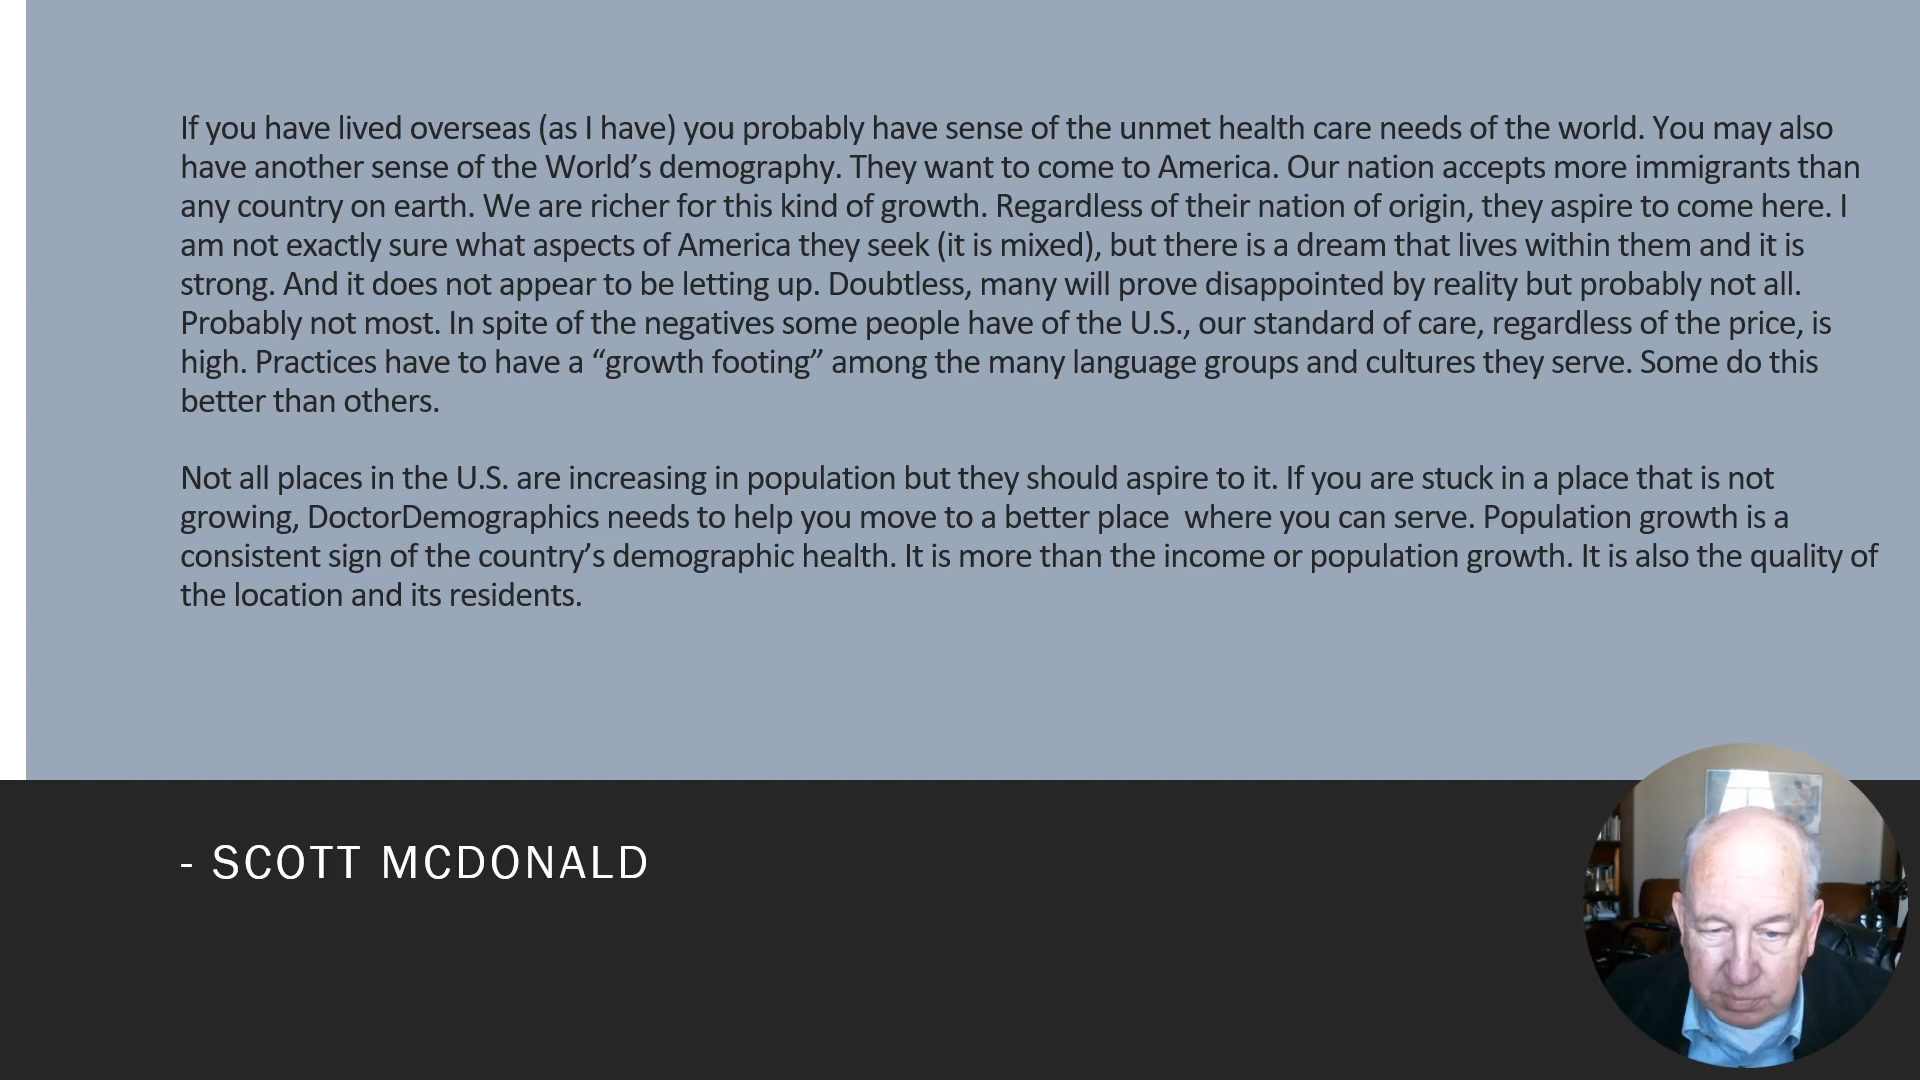 If you have lived overseas (as I have) you probably have sense of the unmet health care needs of the world. You may also
have another sense of the World’s demography. They want to come to America. Our nation accepts more immigrants than
any country on earth. We are richer for this kind of growth. Regardless of their nation of origin, they aspire to come here. I
am not exactly sure what aspects of America they seek (it is mixed), but there is a dream that lives within them and it is
strong. And it does not appear to be letting up. Doubtless, many will prove disappointed by reality but probably not all.
Probably not most. In spite of the negatives some people have of the U.S., our standard of care, regardless of the price, is
high. Practices have to have a “growth footing” among the many language groups and cultures they serve. Some do this
better than others.
Not all places in the U.S. are increasing in population but they should aspire to it. If you are stuck in a place that is not
growing, DoctorDemographics needs to help you move to a better place  where you can serve. Population growth is a
consistent sign of the country’s demographic health. It is more than the income or population growth. It is also the quality of
the location and its residents.
- SCOTT MCDONALD